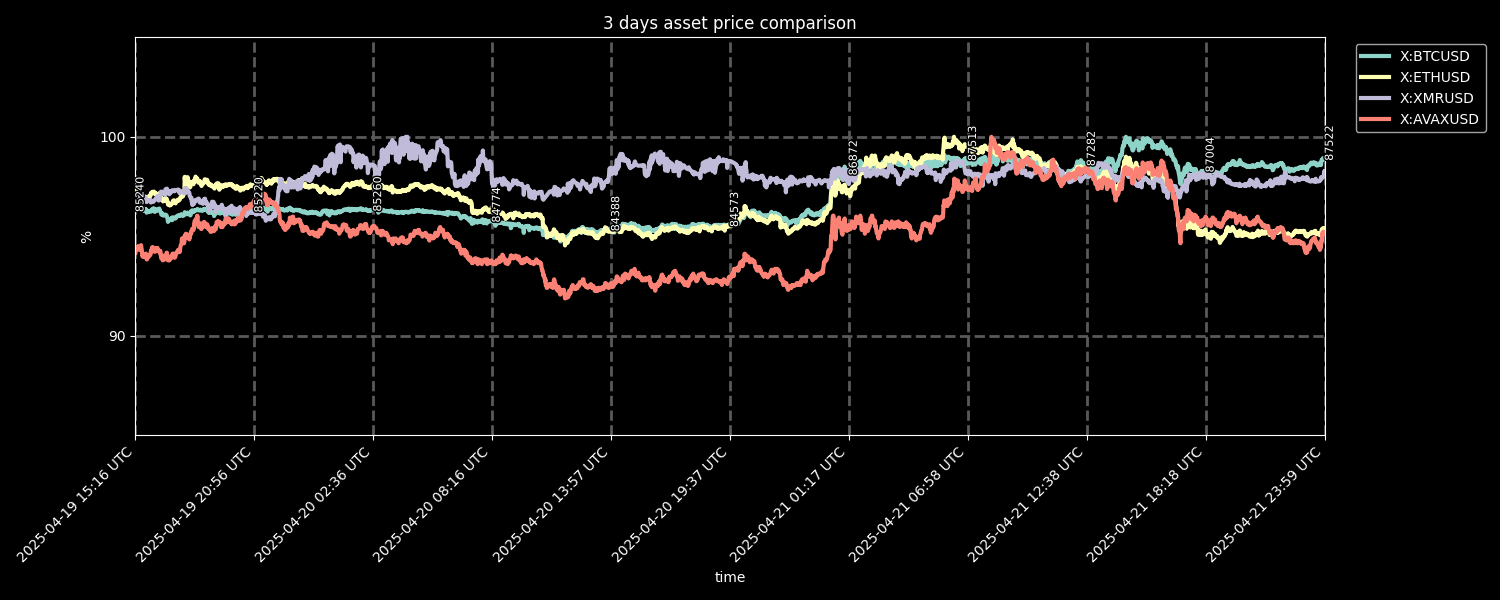 3 days asset price comparison
X:BTCUSD
X:ETHUSD
X:XMRUSD
X:AVAXUSD
100
90
%
85240
85220
85260
84774
84388
84573
86872
87513
87282
87004
87522
2025-04-19 15:16 UTC
2025-04-19 20:56 UTC
2025-04-20 02:36 UTC
2025-04-20 08:16 UTC
2025-04-20 13:57 UTC
2025-04-20 19:37 UTC
2025-04-21 01:17 UTC
2025-04-21 06:58 UTC
2025-04-21 12:38 UTC
2025-04-21 18:18 UTC
2025-04-21 23:59 UTC
time